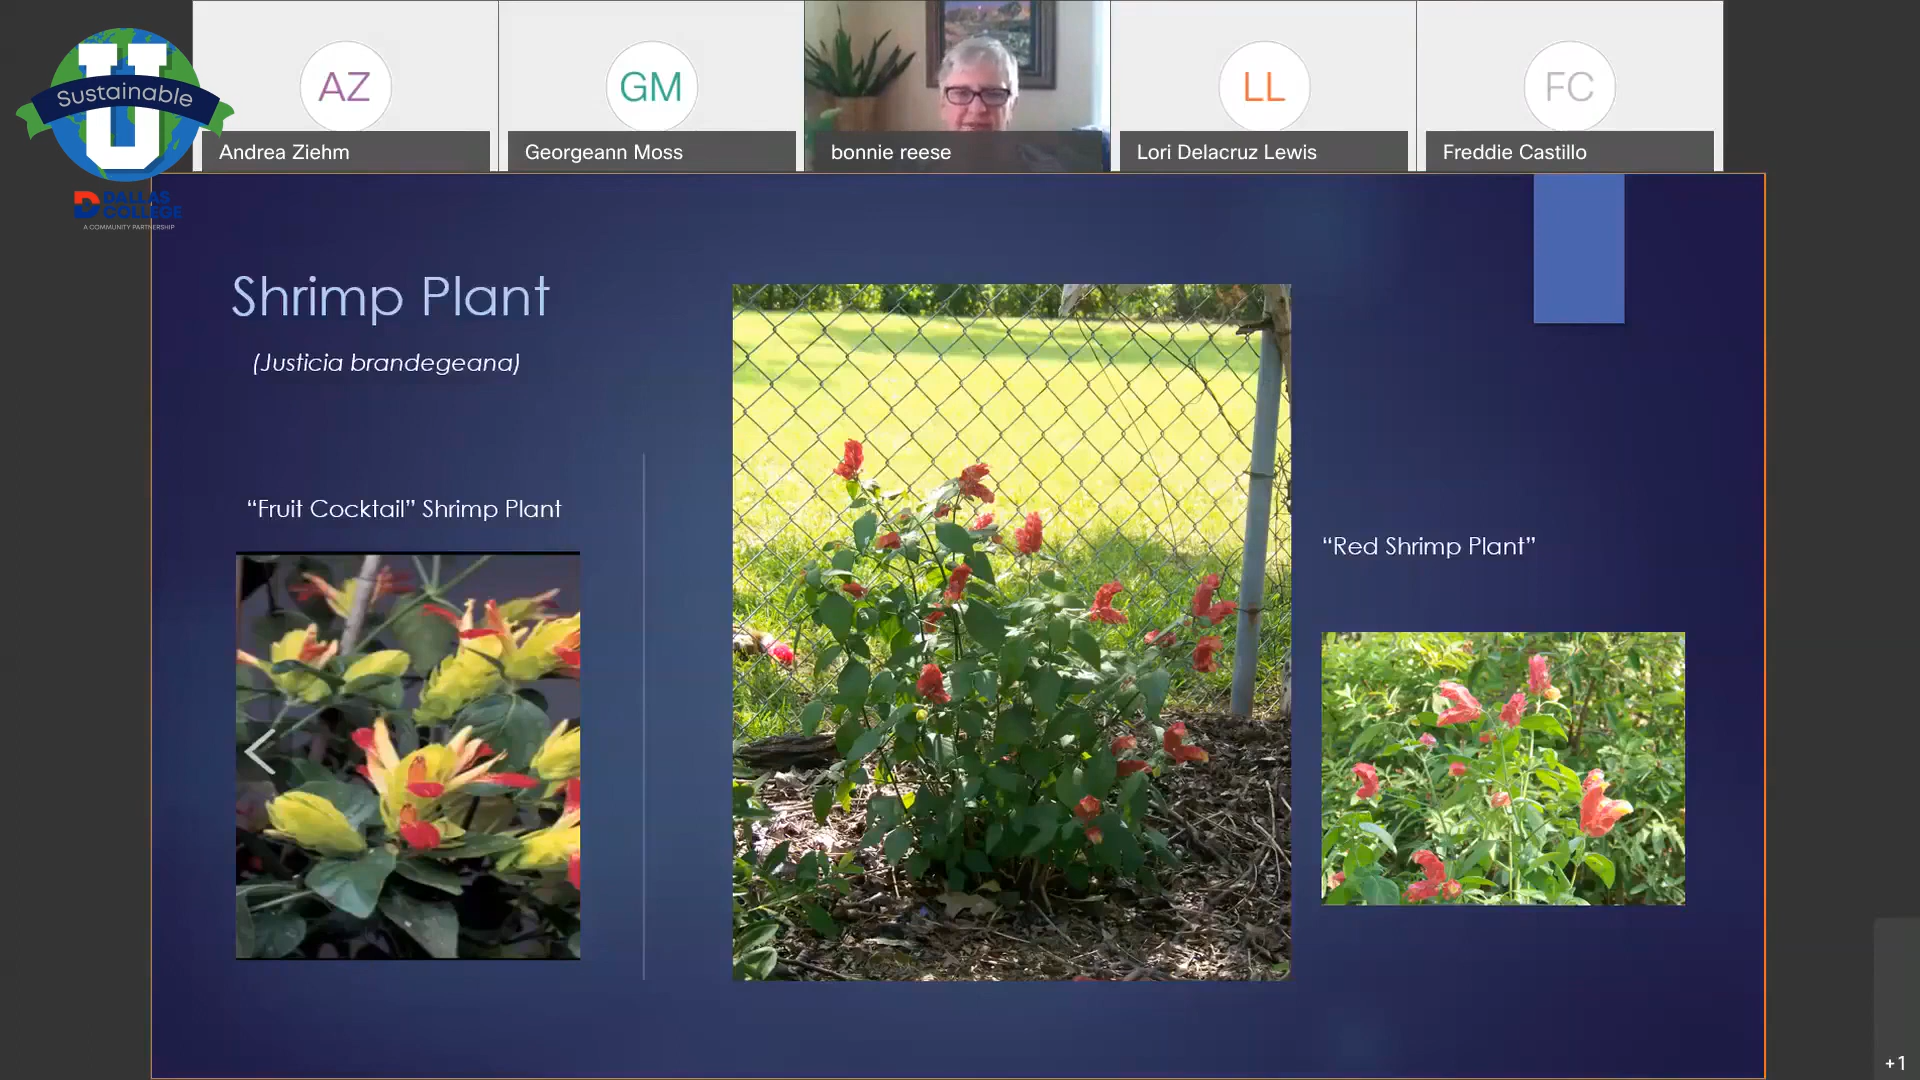 U
Sustainable
DALLAS
COLLEGE
A COMMUNITY PARTNERSHIP
AZ
Andrea Ziehm
GM
Georgeann Moss
bonnie reese
LL
Lori Delacruz Lewis
FC
Freddie Castillo
Shrimp Plant
(Justicia brandegeana)
“Fruit Cocktail” Shrimp Plant
“Red Shrimp Plant”
+1